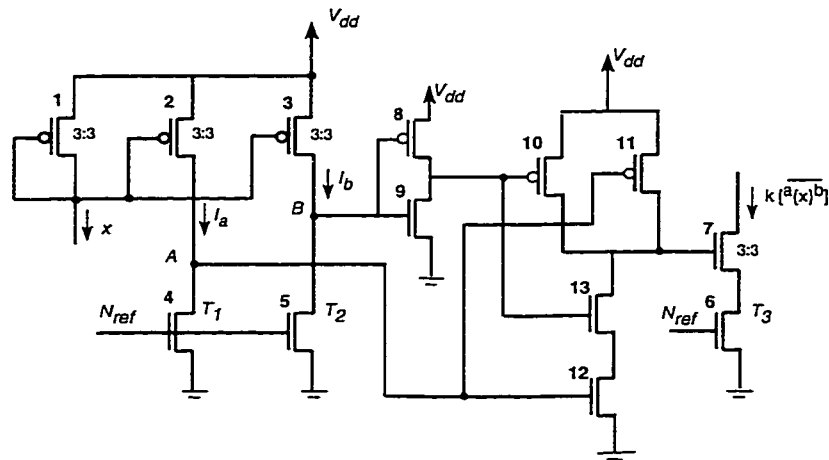 V_dd
V_dd
V_dd
1
2
3
8
10
11
3:3
3:3
3:3
9
7
3:3
k [ \overline{^a(x)^b} ]
x
I_a
I_b
B
A
4
T_1
5
T_2
13
6
T_3
N_ref
N_ref
12